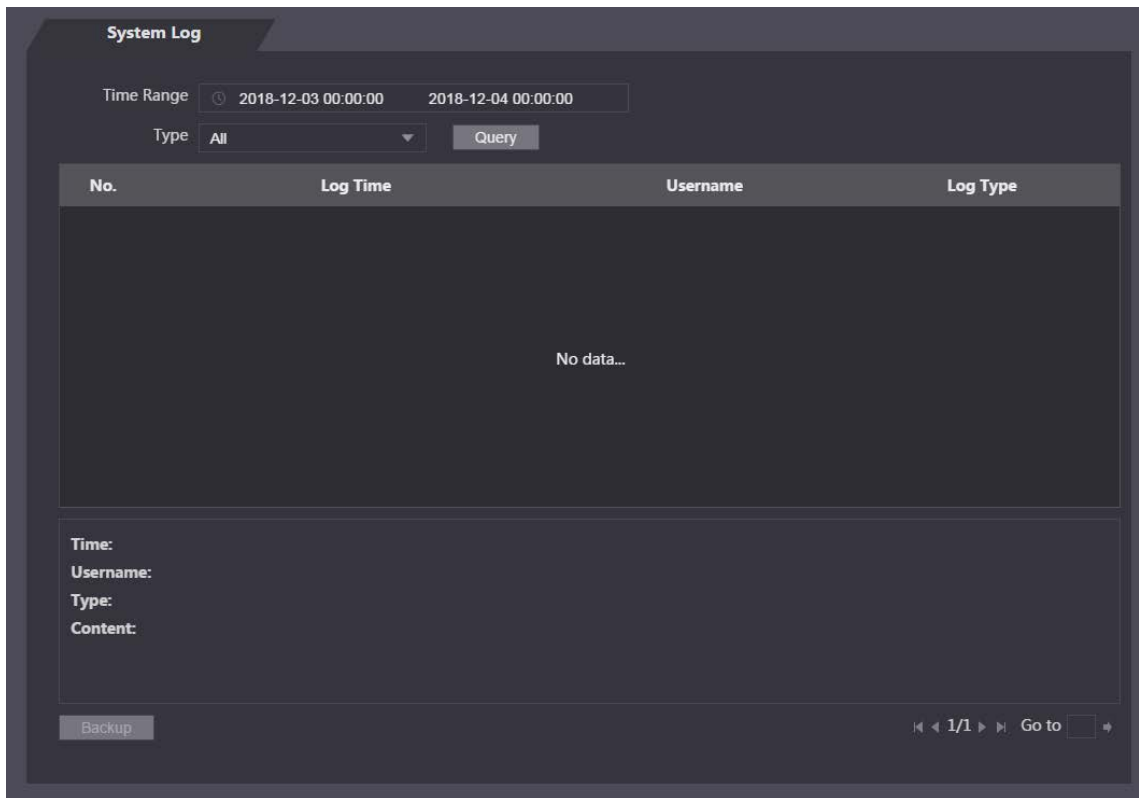 System Log
Time Range 2018-12-03 00:00:00 2018-12-04 00:00:00
Type All Query
No. Log Time Username Log Type
No data...
Time:
Username:
Type:
Content:
Backup 1/1 Go to